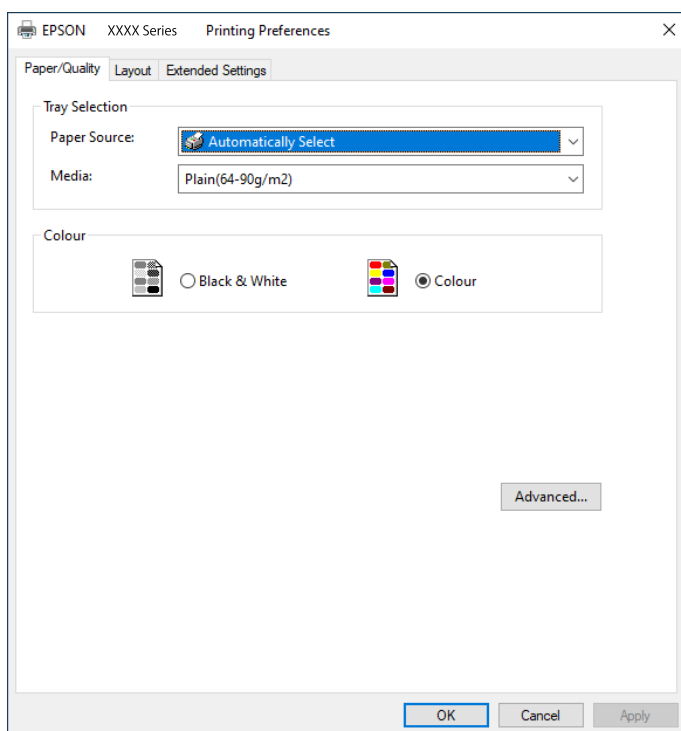 EPSON XXXX Series Printing Preferences
Paper/Quality Layout Extended Settings
Tray Selection
Paper Source: Automatically Select
Media: Plain(64-90g/m2)
Colour
Black & White Colour
Advanced...
OK Cancel Apply